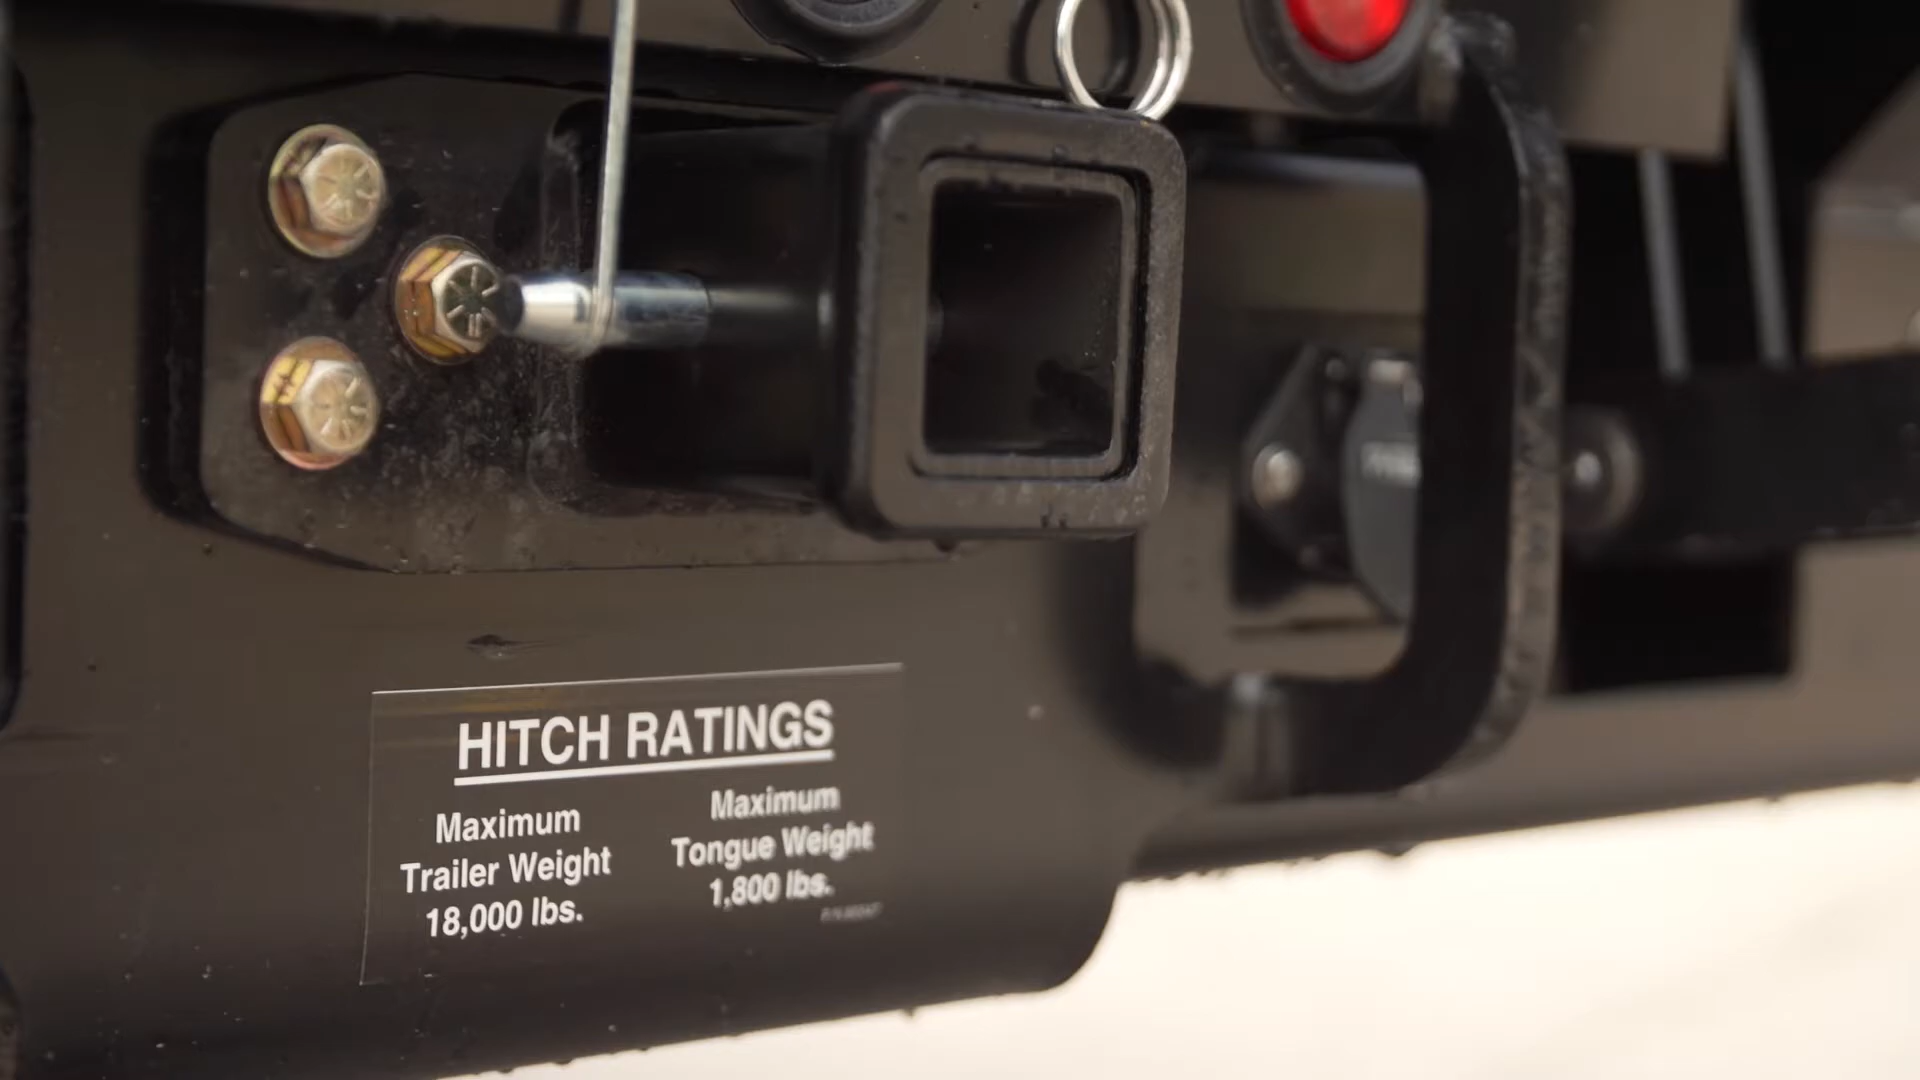 HITCH RATINGS
Maximum
Trailer Weight
18,000 lbs.
Maximum
Tongue Weight
1,800 lbs.